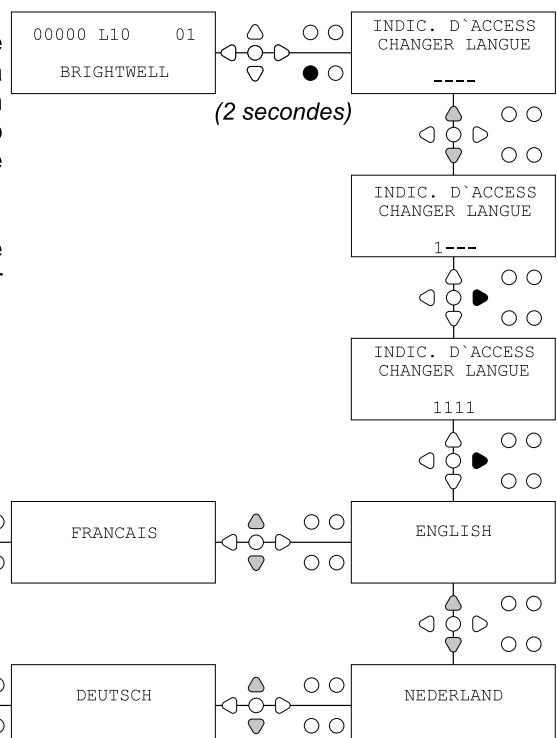 00000 L10 01
BRIGHTWELL
(2 secondes)
INDIC. D`ACCESS
CHANGER LANGUE
----
INDIC. D`ACCESS
CHANGER LANGUE
1---
INDIC. D`ACCESS
CHANGER LANGUE
1111
FRANCAIS
ENGLISH
DEUTSCH
NEDERLAND